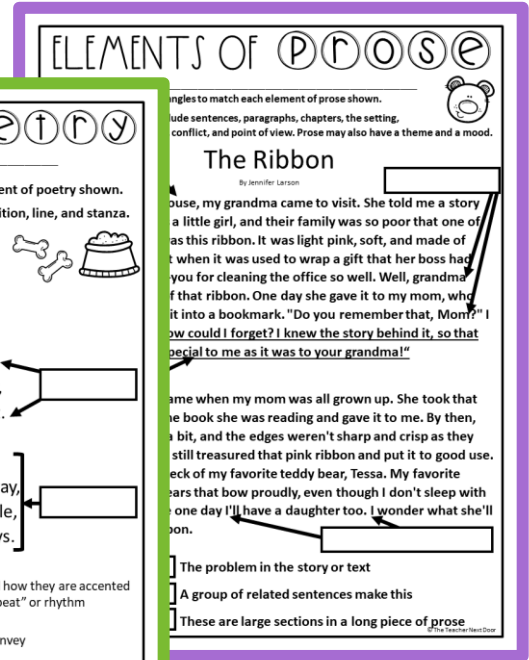 ELEMENTS OF PROSE
angles to match each element of prose shown.
lude sentences, paragraphs, chapters, the setting,
conflict, and point of view. Prose may also have a theme and a mood.
The Ribbon
By Jennifer Larson
ouse, my grandma came to visit. She told me a story
a little girl, and their family was so poor that one of
as this ribbon. It was light pink, soft, and made of
t when it was used to wrap a gift that her boss had
-you for cleaning the office so well. Well, grandma
f that ribbon. One day she gave it to my mom, who
it into a bookmark. "Do you remember that, Mom?" I
ow could I forget? I knew the story behind it, so that
pecial to me as it was to your grandma!“
ame when my mom was all grown up. She took that
he book she was reading and gave it to me. By then,
a bit, and the edges weren't sharp and crisp as they
still treasured that pink ribbon and put it to good use.
eck of my favorite teddy bear, Tessa. My favorite
ears that bow proudly, even though I don't sleep with
one day I'll have a daughter too. I wonder what she'll
bon.
The problem in the story or text
A group of related sentences make this
These are large sections in a long piece of prose
©The Teacher Next Door
etry
ent of poetry shown.
ition, line, and stanza.
ay,
le,
s.
how they are accented
beat” or rhythm
nvey